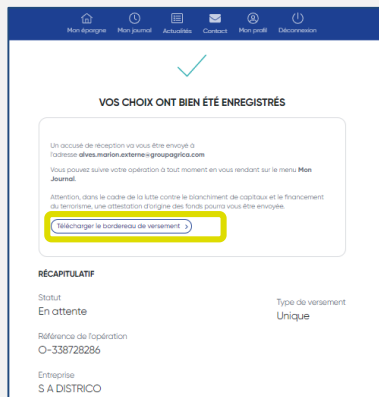 Mon épargne Mon journal Actualités Contact Mon profil Déconnexion
VOS CHOIX ONT BIEN ÉTÉ ENREGISTRÉS
Un accusé de réception va vous être envoyé à
l'adresse alves.marion.externe@groupagrica.com
Vous pouvez suivre votre opération à tout moment en vous rendant sur le menu Mon
Journal.
Attention, dans le cadre de la lutte contre le blanchiment de capitaux et le financement
du terrorisme, une attestation d'origine des fonds pourra vous être envoyée.
Télécharger le bordereau de versement >
RÉCAPITULATIF
Statut
En attente
Type de versement
Unique
Référence de l'opération
O-338728286
Entreprise
S A DISTRICO